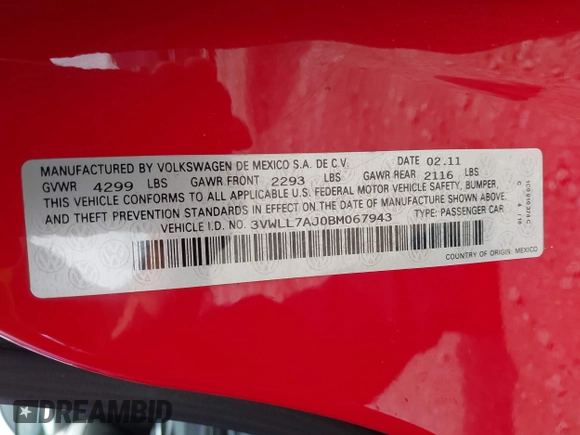 MANUFACTURED BY VOLKSWAGEN DE MEXICO S.A. DE C.V. DATE 02.11
GVWR 4299 LBS GAWR FRONT 2293 LBS GAWR REAR 2116 LBS
THIS VEHICLE CONFORMS TO ALL APPLICABLE U.S. FEDERAL MOTOR VEHICLE SAFETY, BUMPER,
AND THEFT PREVENTION STANDARDS IN EFFECT ON THE DATE OF MANUFACTURE SHOWN ABOVE.
VEHICLE I.D. NO. 3VWLL7AJ0BM067943 TYPE: PASSENGER CAR
COUNTRY OF ORIGIN: MEXICO
DREAMBID